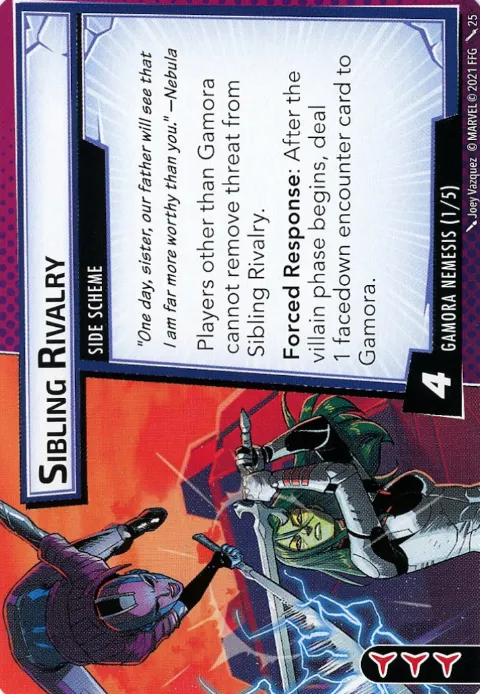 SIBLING RIVALRY
SIDE SCHEME
"One day, sister, our father will see that
I am far more worthy than you." —Nebula
Players other than Gamora
cannot remove threat from
Sibling Rivalry.
Forced Response: After the
villain phase begins, deal
1 facedown encounter card to
Gamora.
4
GAMORA NEMESIS (1/5)
Joey Vazquez © MARVEL © 2021 FFG 25